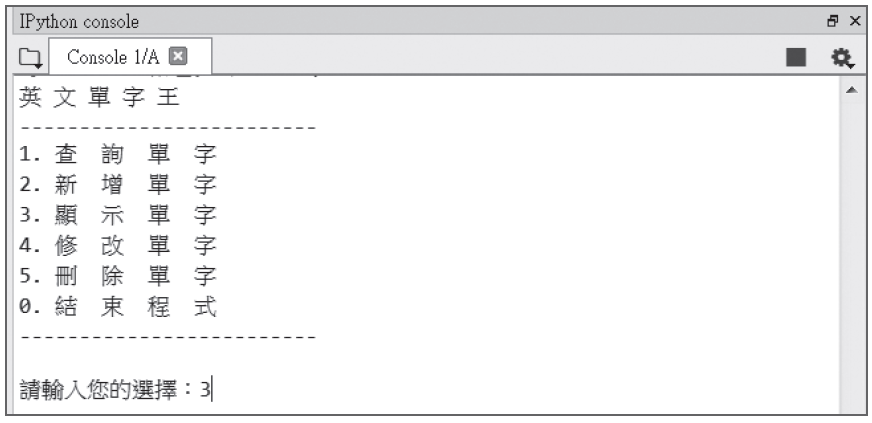 IPython console
Console 1/A
英 文 單 字 王
-------------------------
1. 查 詢 單 字
2. 新 增 單 字
3. 顯 示 單 字
4. 修 改 單 字
5. 刪 除 單 字
0. 結 束 程 式
-------------------------
請輸入您的選擇：3